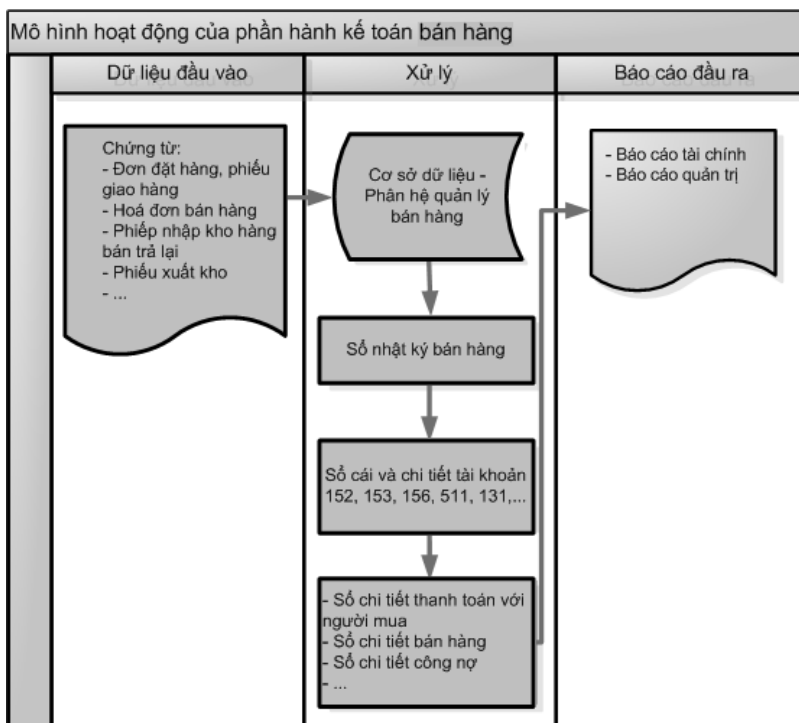 Mô hình hoạt động của phần hành kế toán bán hàng
Dữ liệu đầu vào
Xử lý
Báo cáo đầu ra
Chứng từ:
- Đơn đặt hàng, phiếu
giao hàng
- Hoá đơn bán hàng
- Phiếp nhập kho hàng
bán trả lại
- Phiếu xuất kho
- ...
Cơ sở dữ liệu -
Phân hệ quản lý
bán hàng
Sổ nhật ký bán hàng
Sổ cái và chi tiết tài khoản
152, 153, 156, 511, 131,...
- Sổ chi tiết thanh toán với
người mua
- Sổ chi tiết bán hàng
- Sổ chi tiết công nợ
- ...
- Báo cáo tài chính
- Báo cáo quản trị